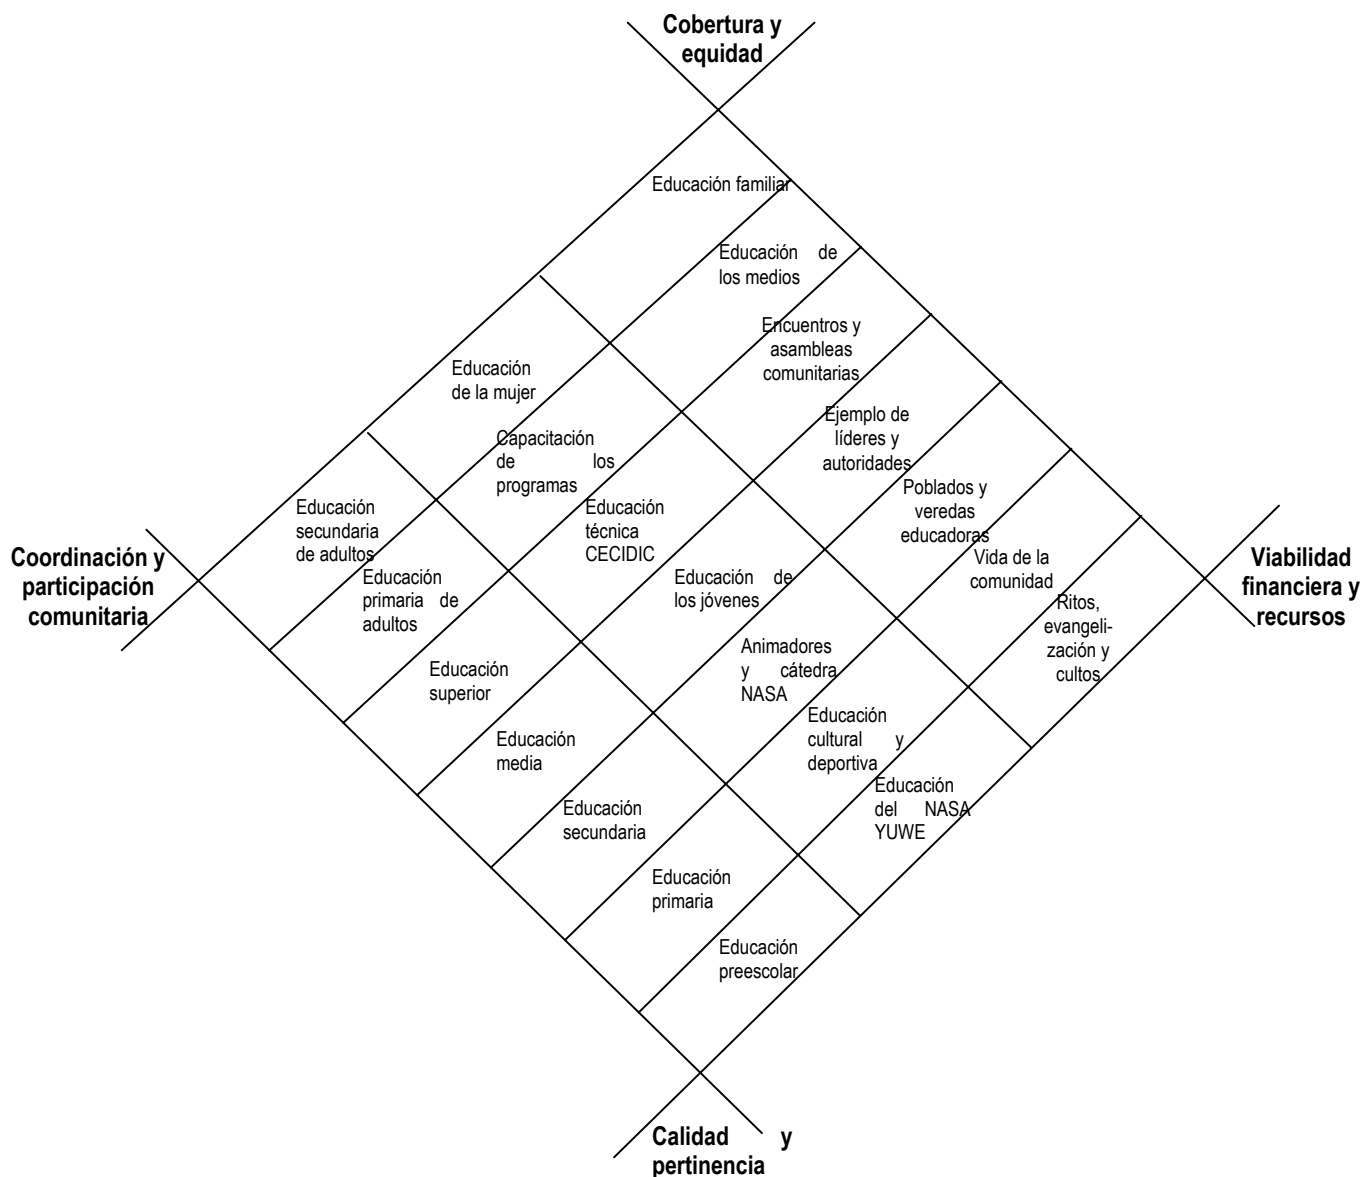 Cobertura y
equidad
Educación familiar
Educación de
los medios
Encuentros y
asambleas
comunitarias
Educación
de la mujer
Ejemplo de
líderes y
autoridades
Capacitación
de los
programas
Poblados y
veredas
educadoras
Educación
secundaria
de adultos
Educación
técnica
CECIDIC
Coordinación y
participación
comunitaria
Viabilidad
financiera y
recursos
Vida de la
comunidad
Educación
primaria de
adultos
Educación de
los jóvenes
Ritos,
evangeli-
zación y
cultos
Animadores
y cátedra
NASA
Educación
superior
Educación
cultural y
deportiva
Educación
media
Educación
del NASA
YUWE
Educación
secundaria
Educación
primaria
Educación
preescolar
Calidad y
pertinencia